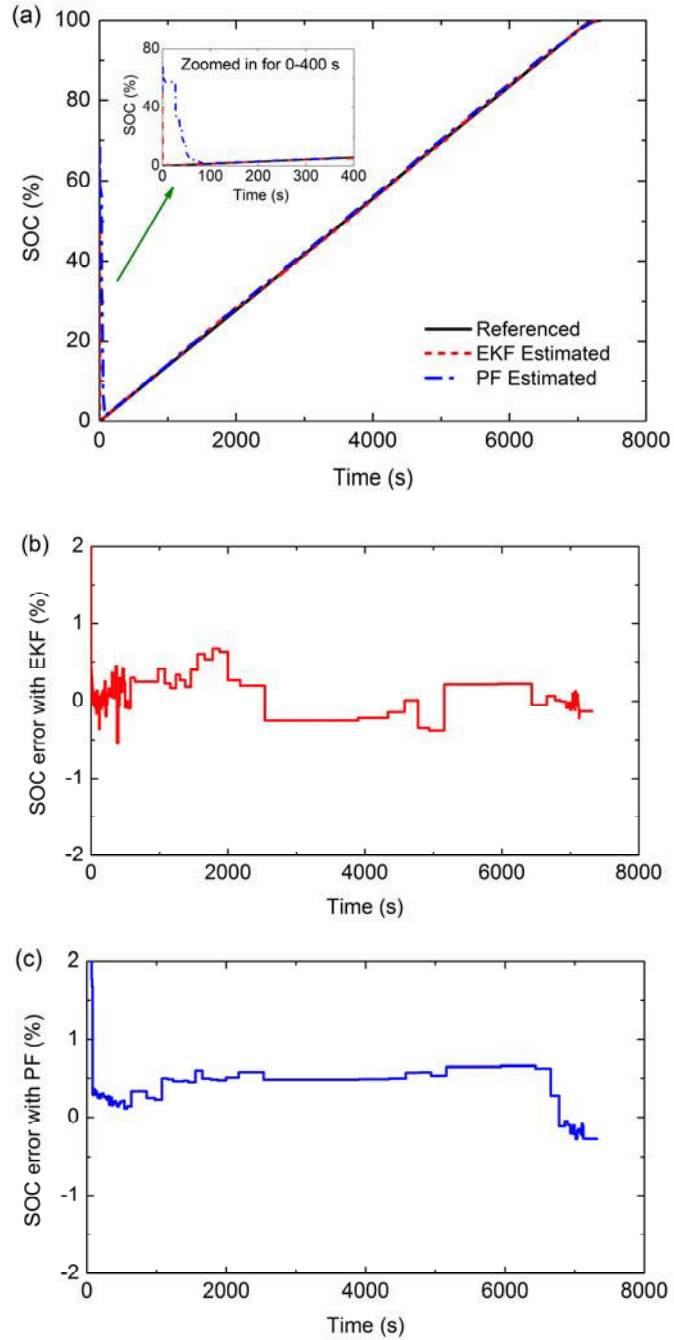 (a)
100
80
60
40
20
0
SOC (%)
0 2000 4000 6000 8000
Time (s)
80
40
0
SOC (%)
Zoomed in for 0-400 s
0 100 200 300 400
Time (s)
Referenced
EKF Estimated
PF Estimated
(b)
2
1
0
-1
-2
SOC error with EKF (%)
0 2000 4000 6000 8000
Time (s)
(c)
2
1
0
-1
-2
SOC error with PF (%)
0 2000 4000 6000 8000
Time (s)